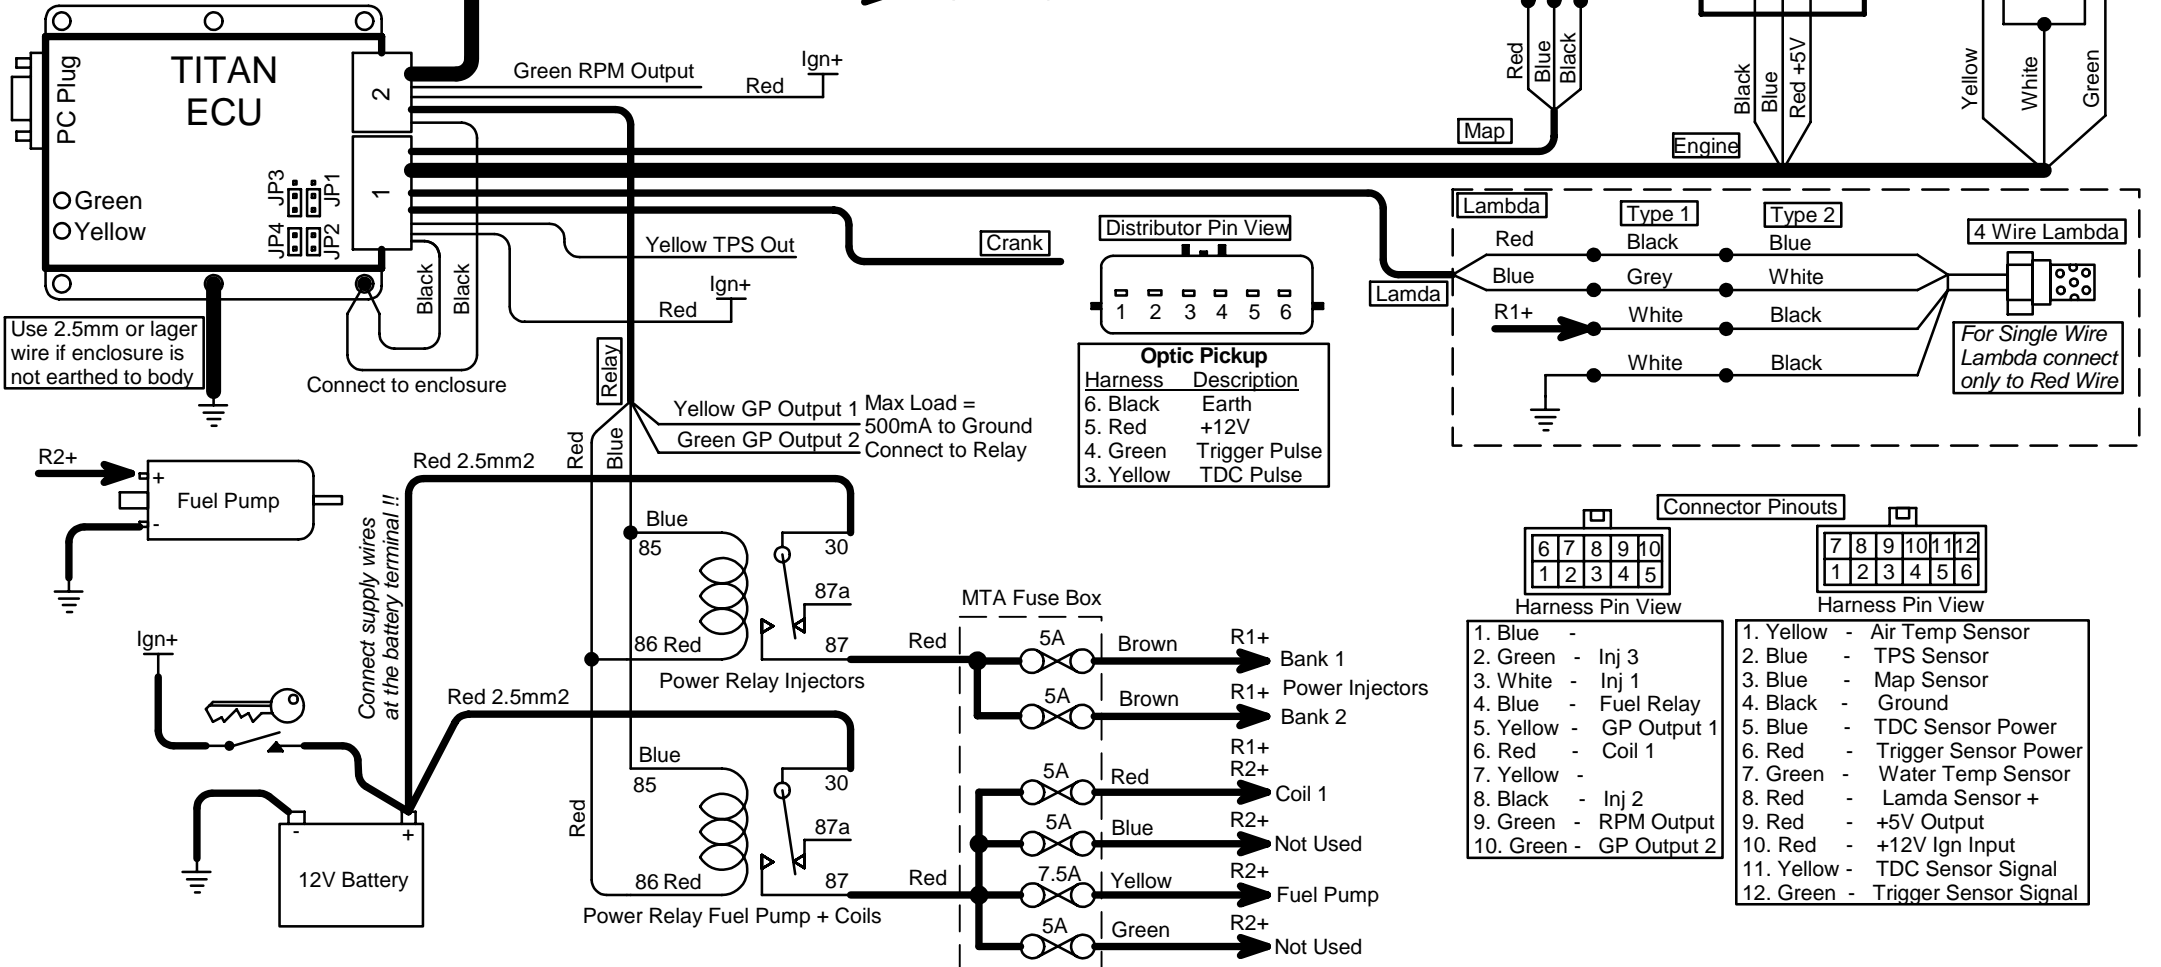 TITAN
ECU
PC Plug
2
1
Green
Yellow
JP3
JP1
JP4
JP2
Green RPM Output
Red
Ign+
Yellow TPS Out
Black
Black
Red
Ign+
Connect to enclosure
Use 2.5mm or lager
wire if enclosure is
not earthed to body
Red
Blue
Black
Map
Black
Blue
Red +5V
Engine
Yellow
White
Green
Crank
Lamda
Distributor Pin View
1 2 3 4 5 6
Optic Pickup
Harness Description
6. Black Earth
5. Red +12V
4. Green Trigger Pulse
3. Yellow TDC Pulse
Lambda
Type 1
Type 2
4 Wire Lambda
Red Black Blue
Blue Grey White
R1+ White Black
White Black
For Single Wire
Lambda connect
only to Red Wire
Relay
Yellow GP Output 1
Green GP Output 2
Max Load =
500mA to Ground
Connect to Relay
Red
Blue
R2+
+
-
Fuel Pump
Red 2.5mm2
Connect supply wires
at the battery terminal !!
Blue
85
30
87a
86 Red
87
Power Relay Injectors
Red
Ign+
Red 2.5mm2
Blue
85
30
87a
Red
86 Red
87
Power Relay Fuel Pump + Coils
Red
-
+
12V Battery
MTA Fuse Box
5A Brown R1+
Bank 1
Power Injectors
5A Brown R1+
Bank 2
R1+
5A Red R2+
Coil 1
5A Blue R2+
Not Used
7.5A Yellow R2+
Fuel Pump
5A Green R2+
Not Used
Connector Pinouts
6 7 8 9 10
1 2 3 4 5
Harness Pin View
1. Blue -
2. Green - Inj 3
3. White - Inj 1
4. Blue - Fuel Relay
5. Yellow - GP Output 1
6. Red - Coil 1
7. Yellow -
8. Black - Inj 2
9. Green - RPM Output
10. Green - GP Output 2
7 8 9 10 11 12
1 2 3 4 5 6
Harness Pin View
1. Yellow - Air Temp Sensor
2. Blue - TPS Sensor
3. Blue - Map Sensor
4. Black - Ground
5. Blue - TDC Sensor Power
6. Red - Trigger Sensor Power
7. Green - Water Temp Sensor
8. Red - Lamda Sensor +
9. Red - +5V Output
10. Red - +12V Ign Input
11. Yellow - TDC Sensor Signal
12. Green - Trigger Sensor Signal